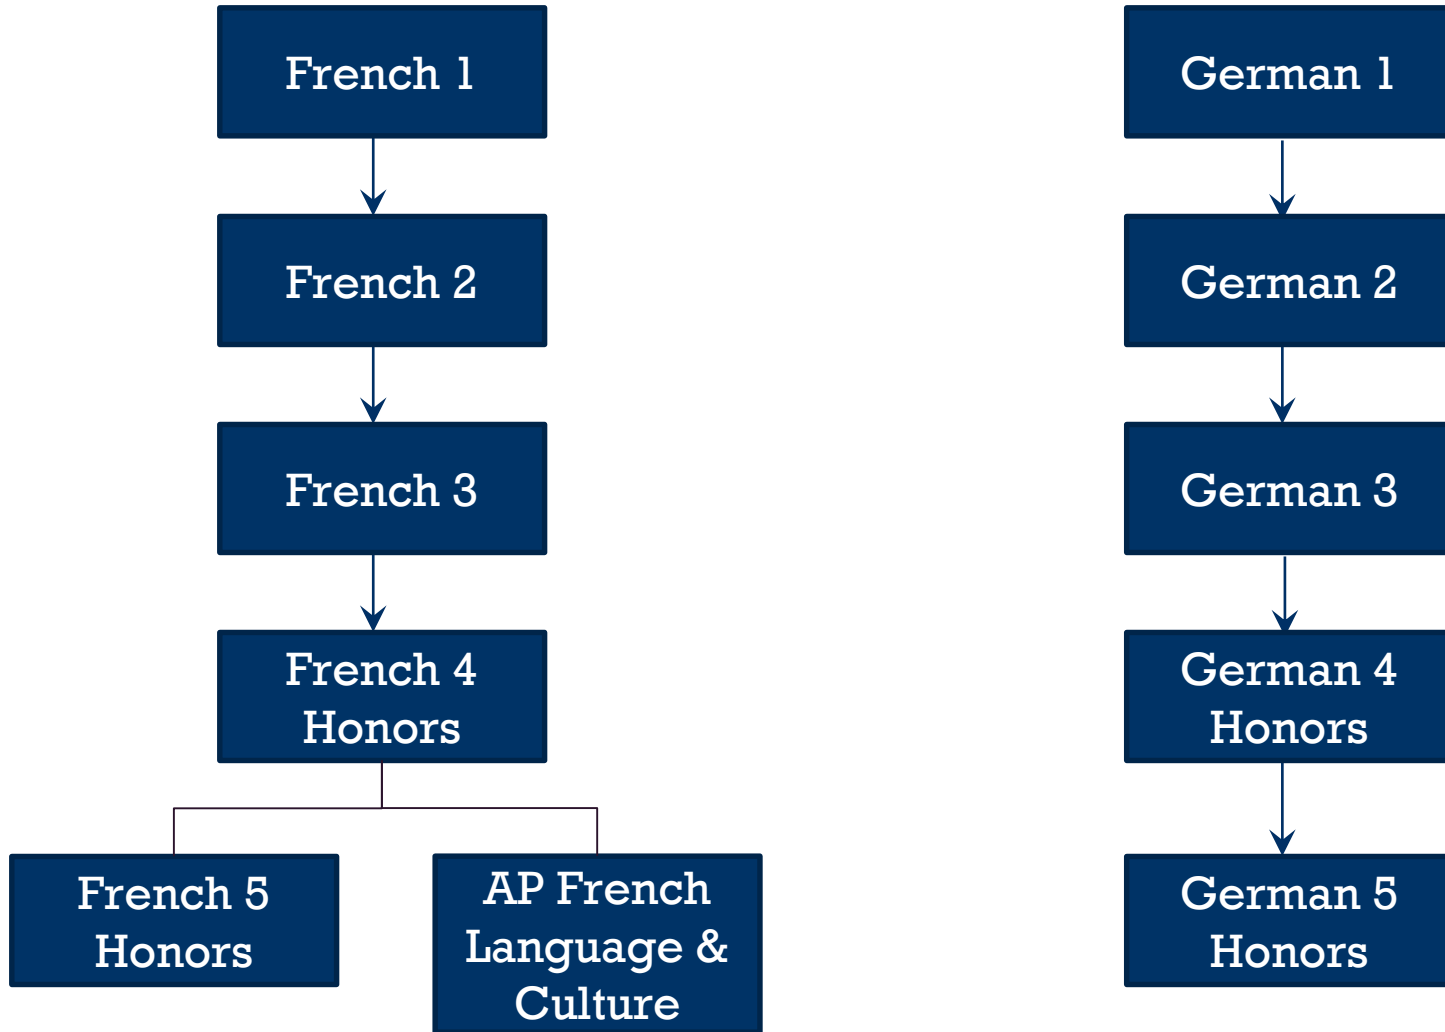 French 1
French 2
French 3
French 4
Honors
French 5
Honors
AP French
Language &
Culture
German 1
German 2
German 3
German 4
Honors
German 5
Honors